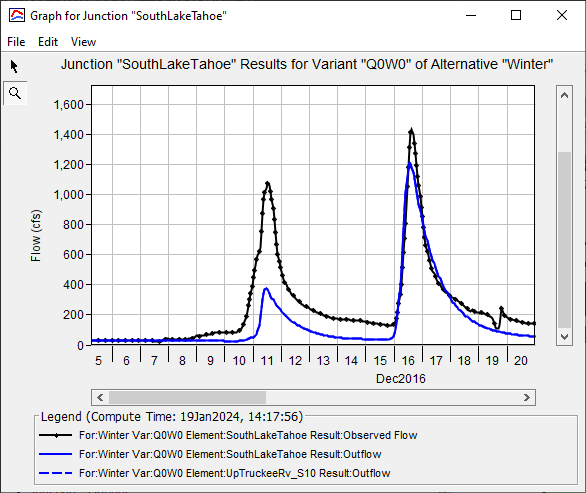 Graph for Junction "SouthLakeTahoe"
File Edit View
Junction "SouthLakeTahoe" Results for Variant "Q0W0" of Alternative "Winter"
1,600
1,400
1,200
1,000
800
600
400
200
0
Flow (cfs)
5 6 7 8 9 10 11 12 13 14 15 16 17 18 19 20
Dec2016
Legend (Compute Time: 19Jan2024, 14:17:56)
For:Winter Var:Q0W0 Element:SouthLakeTahoe Result:Observed Flow
For:Winter Var:Q0W0 Element:SouthLakeTahoe Result:Outflow
For:Winter Var:Q0W0 Element:UpTruckeeRv_S10 Result:Outflow